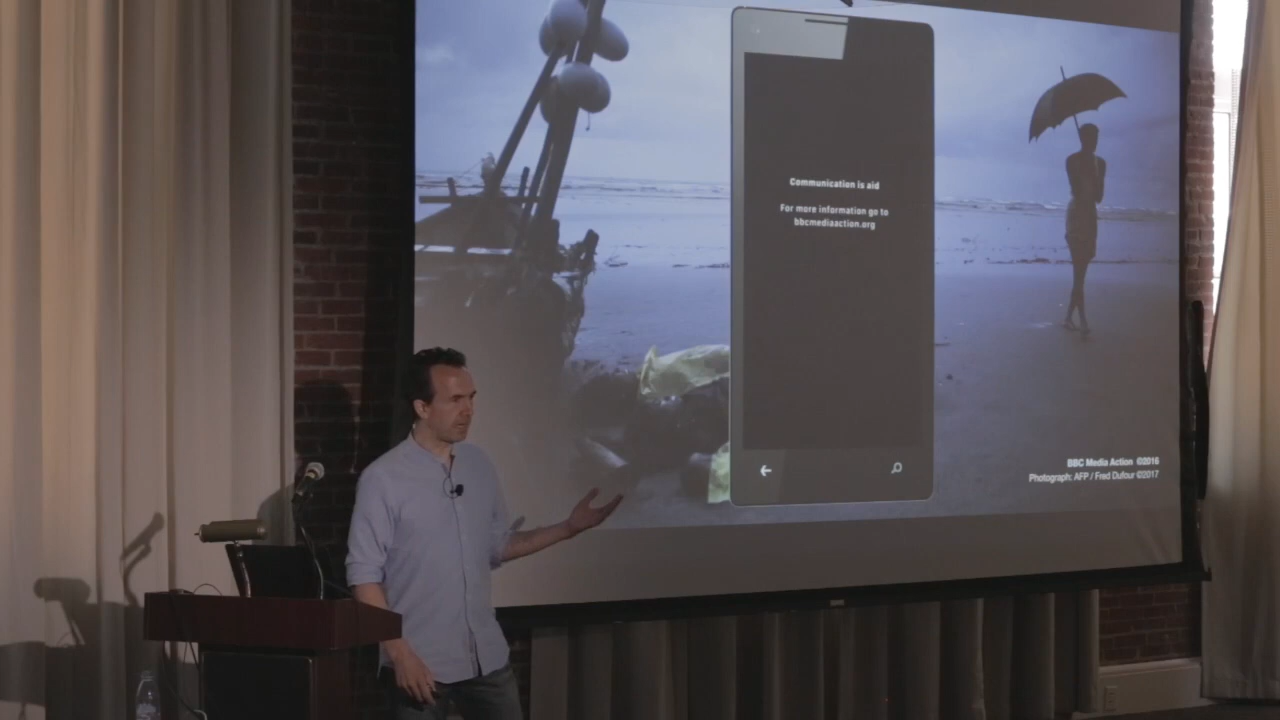 Communication is aid
For more information go to
bbcmediaaction.org
BBC Media Action ©2016
Photograph: AFP / Fred Dufour ©2017